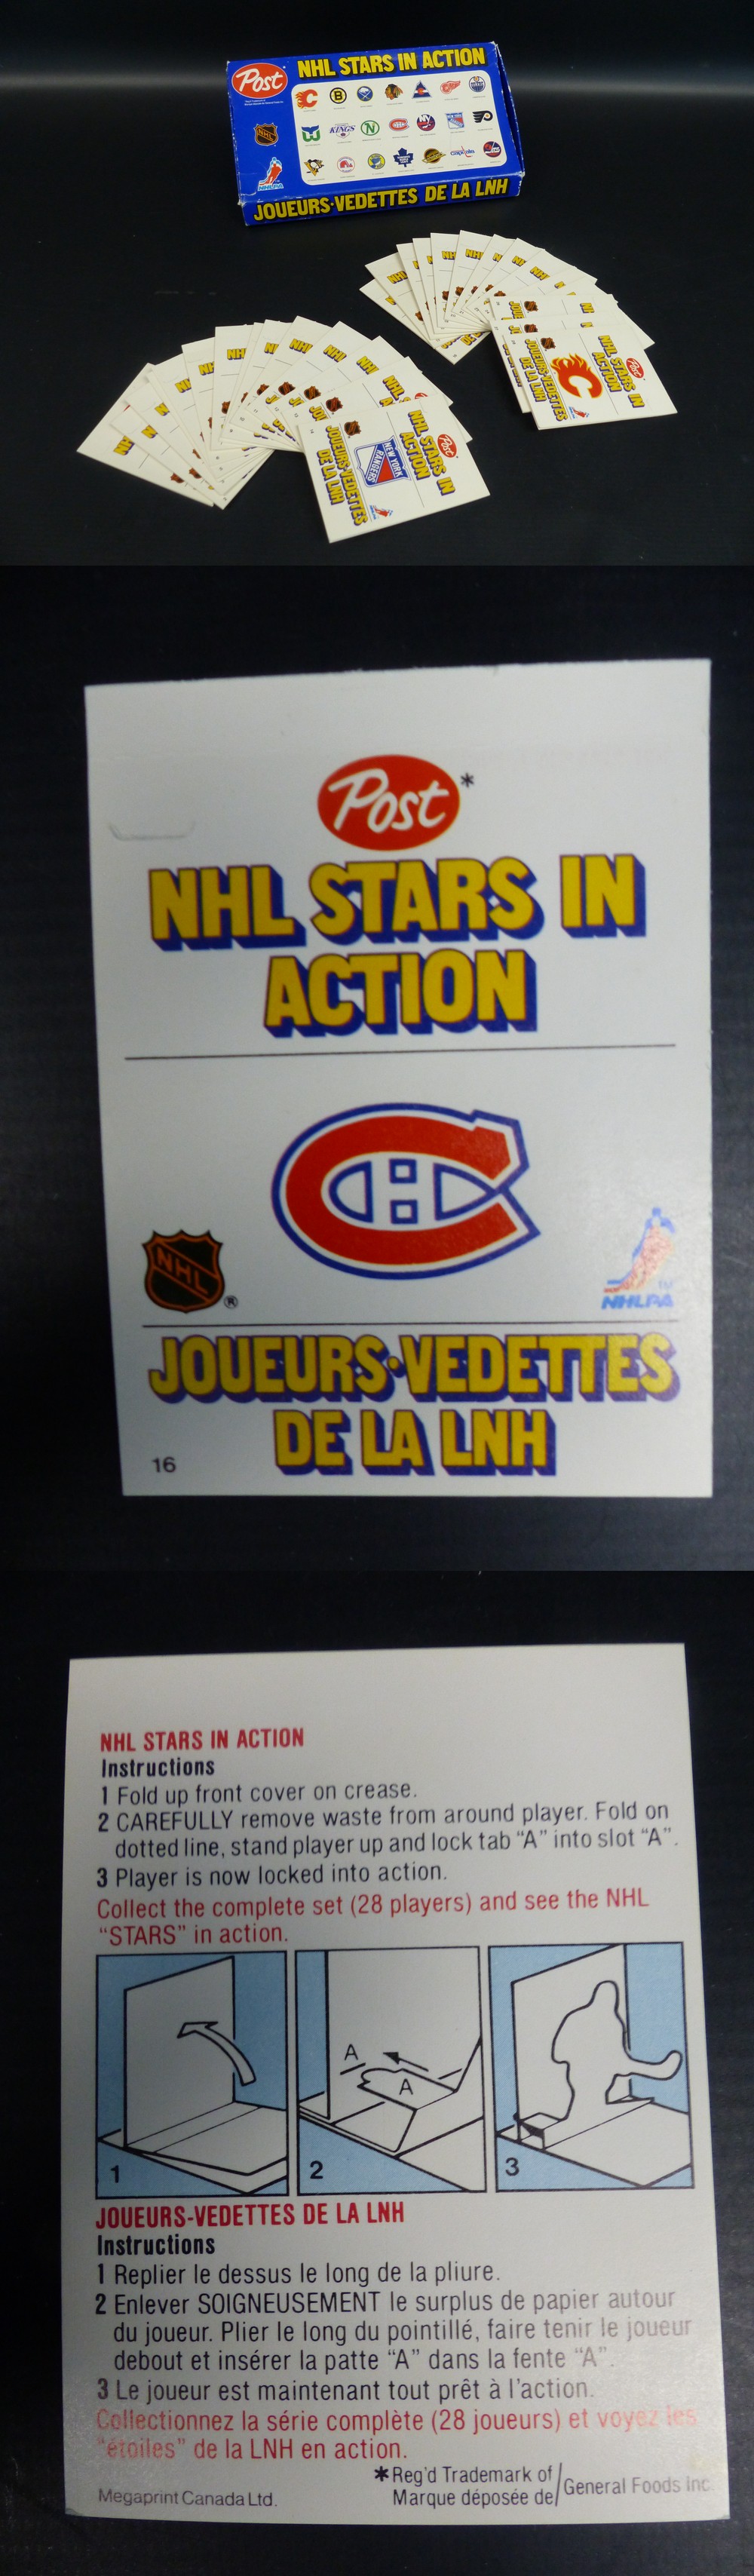 Post
NHL STARS IN ACTION
KINGS
Capitals
NHL
NHLPA
JOUEURS·VEDETTES DE LA LNH
Post
NHL STARS IN
ACTION
NEW YORK
RANGERS
JOUEURS·VEDETTES
DE LA LNH
Post
NHL STARS IN
ACTION
JOUEURS·VEDETTES
DE LA LNH
Post*
NHL STARS IN
ACTION
NHL ®
TM
NHLPA
JOUEURS·VEDETTES
DE LA LNH
16
NHL STARS IN ACTION
Instructions
1 Fold up front cover on crease.
2 CAREFULLY remove waste from around player. Fold on
dotted line, stand player up and lock tab “A” into slot “A”.
3 Player is now locked into action.
Collect the complete set (28 players) and see the NHL
“STARS” in action.
A
A
1
2
3
JOUEURS-VEDETTES DE LA LNH
Instructions
1 Replier le dessus le long de la pliure.
2 Enlever SOIGNEUSEMENT le surplus de papier autour
du joueur. Plier le long du pointillé, faire tenir le joueur
debout et insérer la patte “A” dans la fente “A”.
3 Le joueur est maintenant tout prêt à l’action.
Collectionnez la série complète (28 joueurs) et voyez les
“étoiles” de la LNH en action.
*Reg’d Trademark of/
Marque déposée de/ General Foods Inc.
Megaprint Canada Ltd.